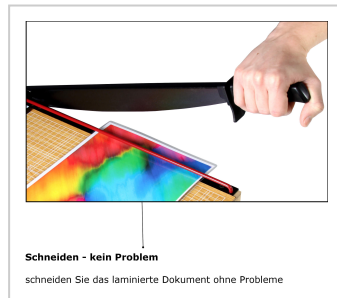 Schneiden - kein Problem
schneiden Sie das laminierte Dokument ohne Probleme